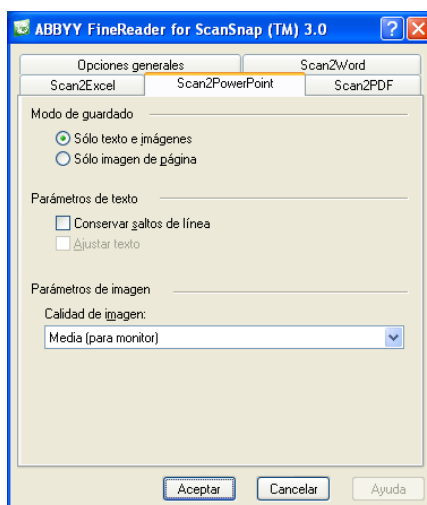 ABBYY FineReader for ScanSnap (TM) 3.0
Opciones generales Scan2Word
Scan2Excel Scan2PowerPoint Scan2PDF
Modo de guardado
Sólo texto e imágenes
Sólo imagen de página
Parámetros de texto
Conservar saltos de línea
Ajustar texto
Parámetros de imagen
Calidad de imagen:
Media (para monitor)
Aceptar Cancelar Ayuda